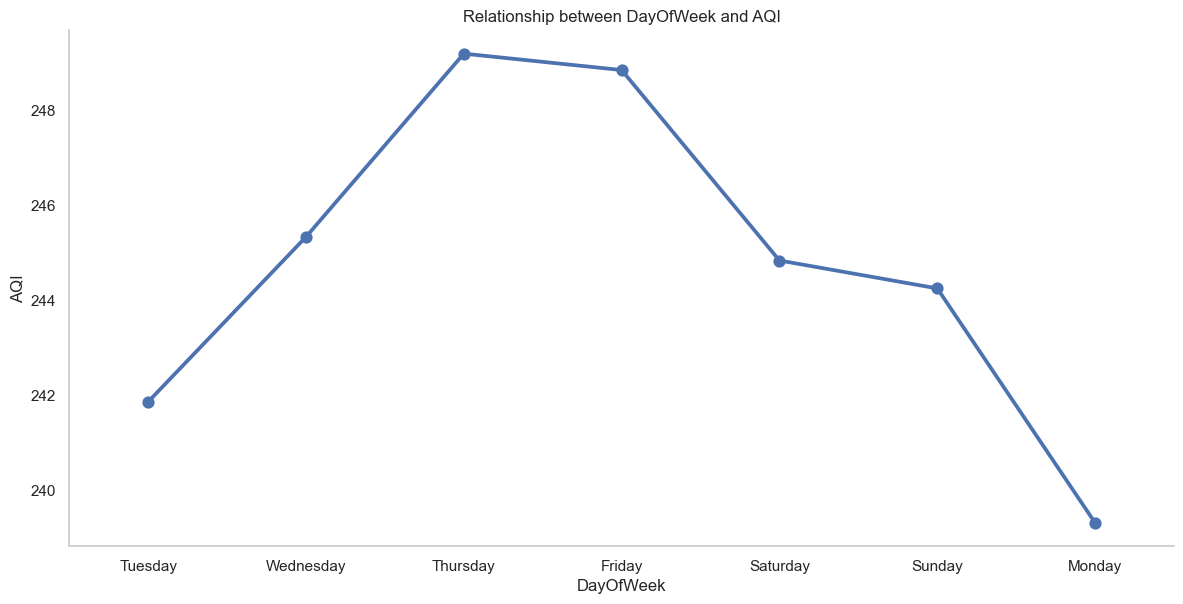 Relationship between DayOfWeek and AQI
AQI
248
246
244
242
240
Tuesday Wednesday Thursday Friday Saturday Sunday Monday
DayOfWeek